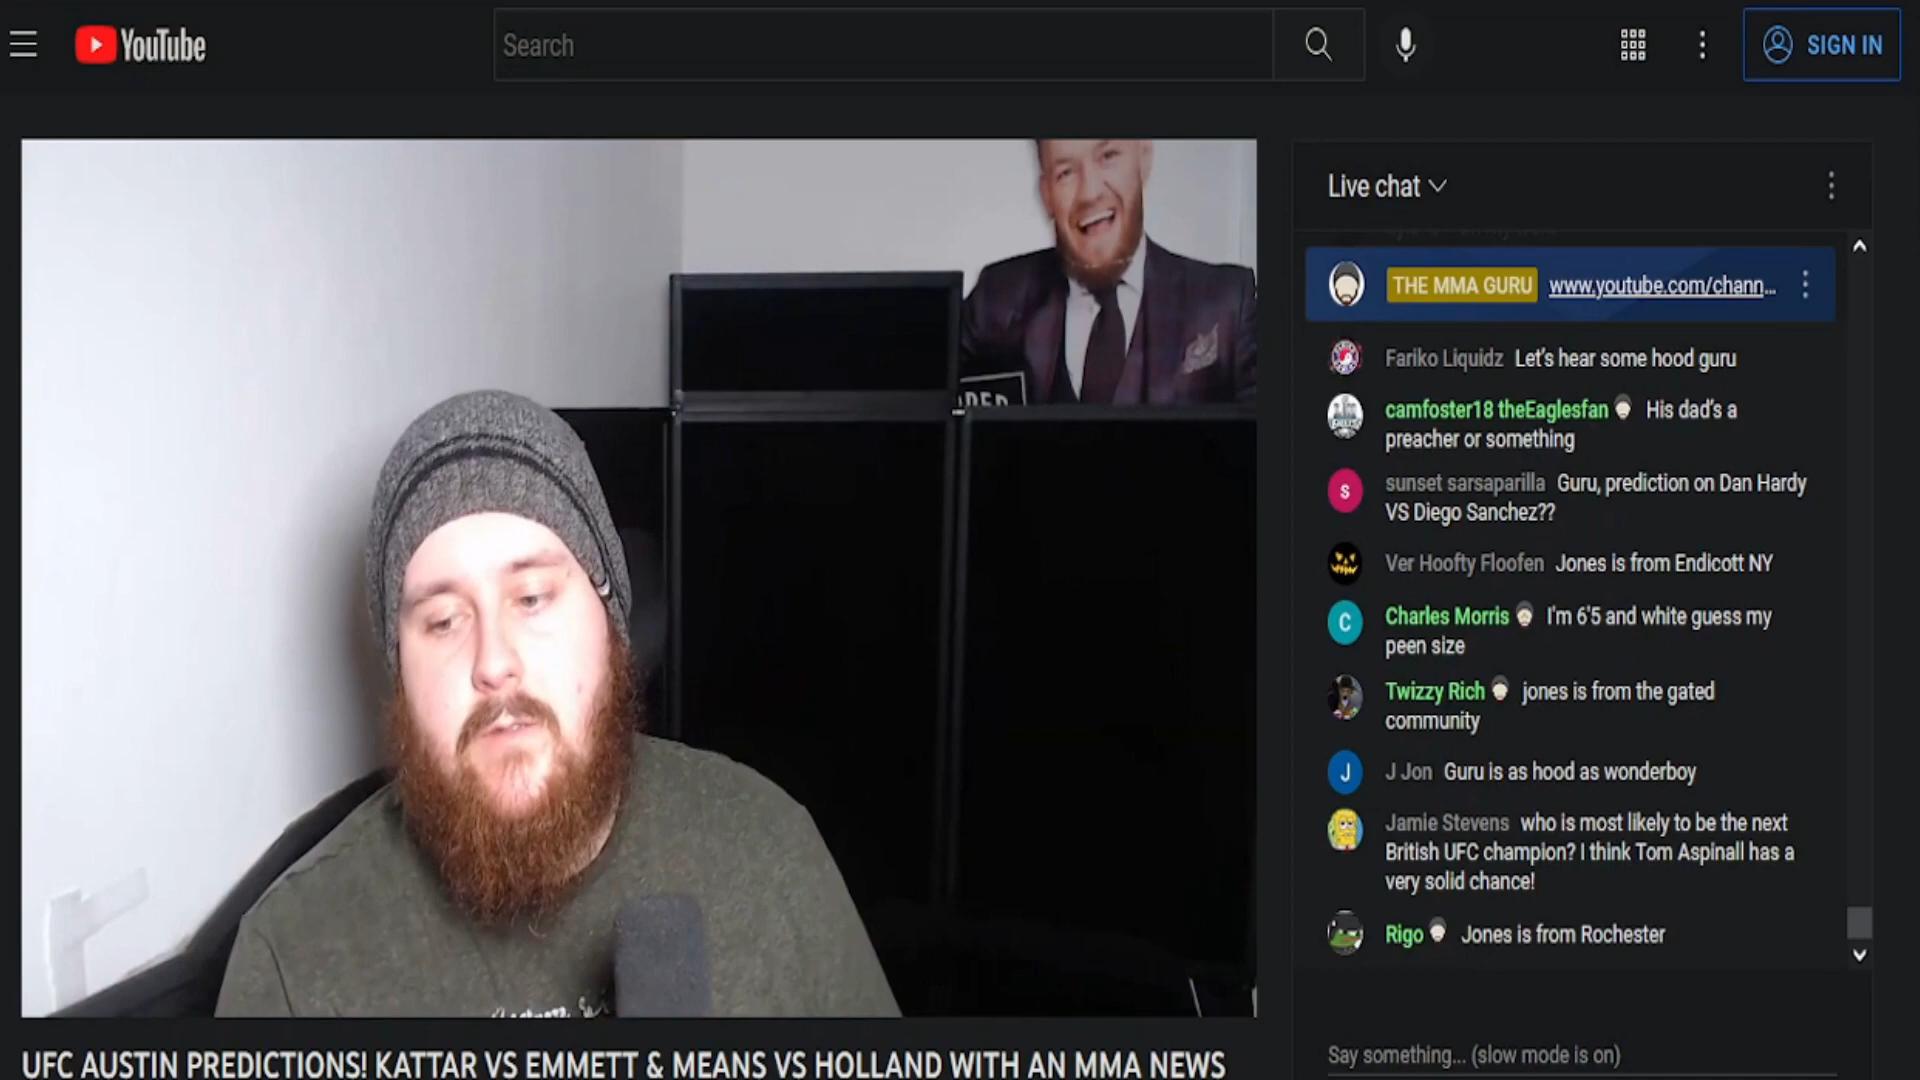 YouTube
Search
SIGN IN
Live chat
THE MMA GURU www.youtube.com/chann...
Fariko Liquidz Let's hear some hood guru
camfoster18 theEaglesfan His dad's a
preacher or something
S
sunset sarsaparilla Guru, prediction on Dan Hardy
VS Diego Sanchez??
Ver Hoofty Floofen Jones is from Endicott NY
C
Charles Morris I'm 6'5 and white guess my
peen size
Twizzy Rich jones is from the gated
community
J
J Jon Guru is as hood as wonderboy
Jamie Stevens who is most likely to be the next
British UFC champion? I think Tom Aspinall has a
very solid chance!
Rigo Jones is from Rochester
Say something... (slow mode is on)
UFC AUSTIN PREDICTIONS! KATTAR VS EMMETT & MEANS VS HOLLAND WITH AN MMA NEWS